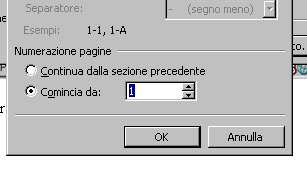 Separatore: - (segno meno)
Esempi: 1-1, 1-A
Numerazione pagine
Continua dalla sezione precedente
Comincia da: 1
OK Annulla